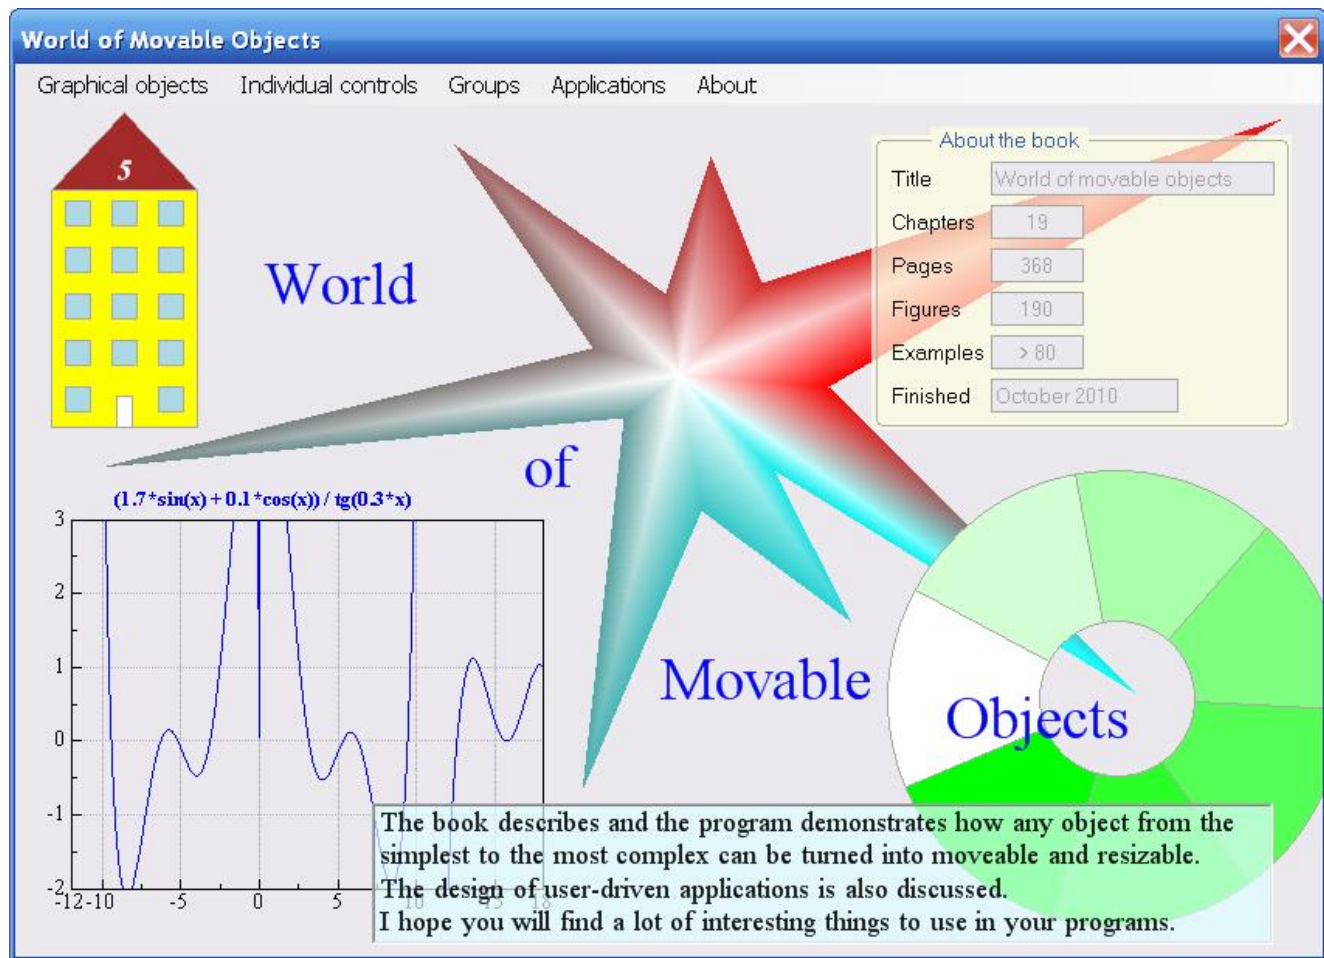 World of Movable Objects
Graphical objects Individual controls Groups Applications About
5
World
of
Movable
Objects
About the book
Title World of movable objects
Chapters 19
Pages 368
Figures 190
Examples > 80
Finished October 2010
(1.7*sin(x) + 0.1*cos(x)) / tg(0.3*x)
3
2
1
0
-1
-2
-12 -10 -5 0 5 10 15 18
The book describes and the program demonstrates how any object from the
simplest to the most complex can be turned into moveable and resizable.
The design of user-driven applications is also discussed.
I hope you will find a lot of interesting things to use in your programs.